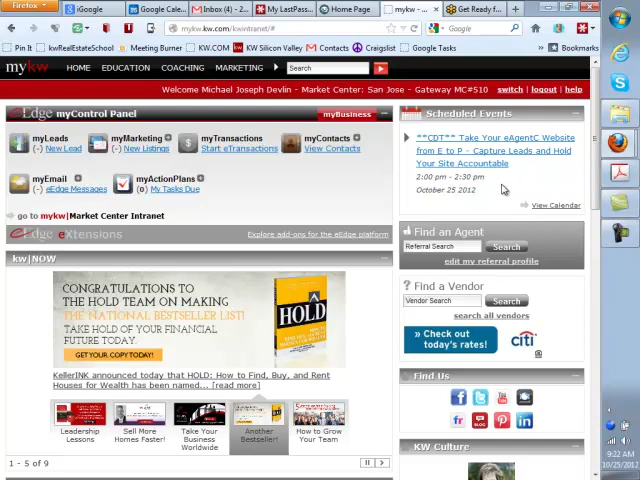 Firefox
iGoogle
Google Cale...
Inbox (4) - 2...
My LastPass...
Home Page
mykw - ...
Get Ready f...
mykw.kw.com/kwintranet/#
Google
Pin It
kwRealEstateSchool
Meeting Burner
KW.COM
KW Silicon Valley
Contacts
Craigslist
Google Tasks
Bookmarks
mykw HOME EDUCATION COACHING MARKETING Search
Welcome Michael Joseph Devlin - Market Center: San Jose - Gateway MC#510 switch | logout | help
eEdge myControl Panel
myBusiness
myLeads
(-) New Lead
myMarketing
(-) New Listings
myTransactions
Start eTransactions
myContacts
View Contacts
myEmail
(-) eEdge Messages
myActionPlans
(0) My Tasks Due
go to mykw|Market Center Intranet
eEdge eXtensions
Explore add-ons for the eEdge platform
kw|NOW
CONGRATULATIONS TO
THE HOLD TEAM ON MAKING
THE NATIONAL BESTSELLER LIST!
TAKE HOLD OF YOUR FINANCIAL
FUTURE TODAY.
GET YOUR COPY TODAY!
HOLD
KellerINK announced today that HOLD: How to Find, Buy, and Rent
Houses for Wealth has been named... [read more]
Leadership
Lessons
Sell More
Homes Faster!
Take Your
Business
Worldwide
Another
Bestseller!
How to Grow
Your Team
1 - 5 of 9
Scheduled Events
**CDT** Take Your eAgentC Website
from E to P - Capture Leads and Hold
Your Site Accountable
2:00 pm - 2:30 pm
October 25 2012
View Calendar
Find an Agent
Referral Search
Search
edit my referral profile
Find a Vendor
Vendor Search
Search
search all vendors
» Check out
today's rates!
citi
Find Us
You Tube
fr
BLOG
KW Culture
9:22 AM
10/25/2012